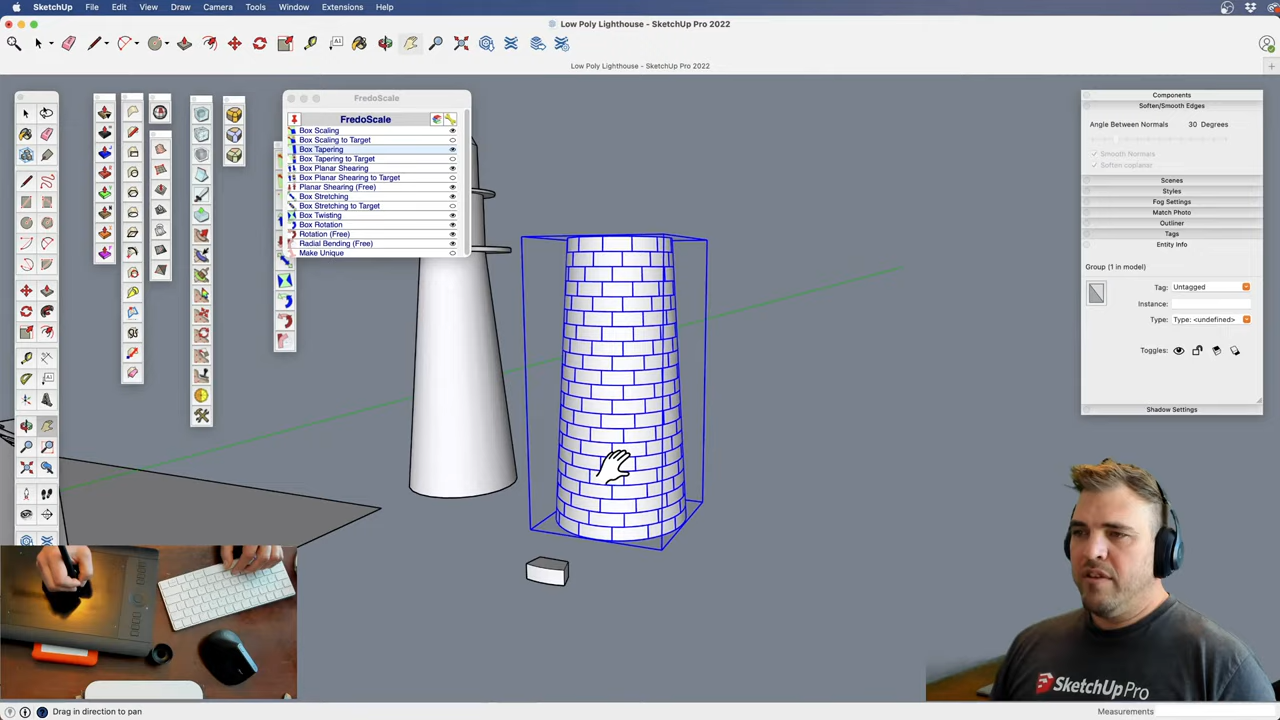 SketchUp File Edit View Draw Camera Tools Window Extensions Help
Low Poly Lighthouse - SketchUp Pro 2022
Low Poly Lighthouse - SketchUp Pro 2022
FredoScale
FredoScale
Box Scaling
Box Scaling to Target
Box Tapering
Box Tapering to Target
Box Planar Shearing
Box Planar Shearing to Target
Planar Shearing (Free)
Box Stretching
Box Stretching to Target
Box Twisting
Box Rotation
Rotation (Free)
Radial Bending (Free)
Make Unique
Components
Soften/Smooth Edges
Angle Between Normals 30 Degrees
Smooth Normals
Soften coplanar
Scenes
Styles
Fog Settings
Match Photo
Outliner
Tags
Entity Info
Group (1 in model)
Tag: Untagged
Instance:
Type: Type: <undefined>
Toggles:
Shadow Settings
SketchUp Pro
Drag in direction to pan
Measurements